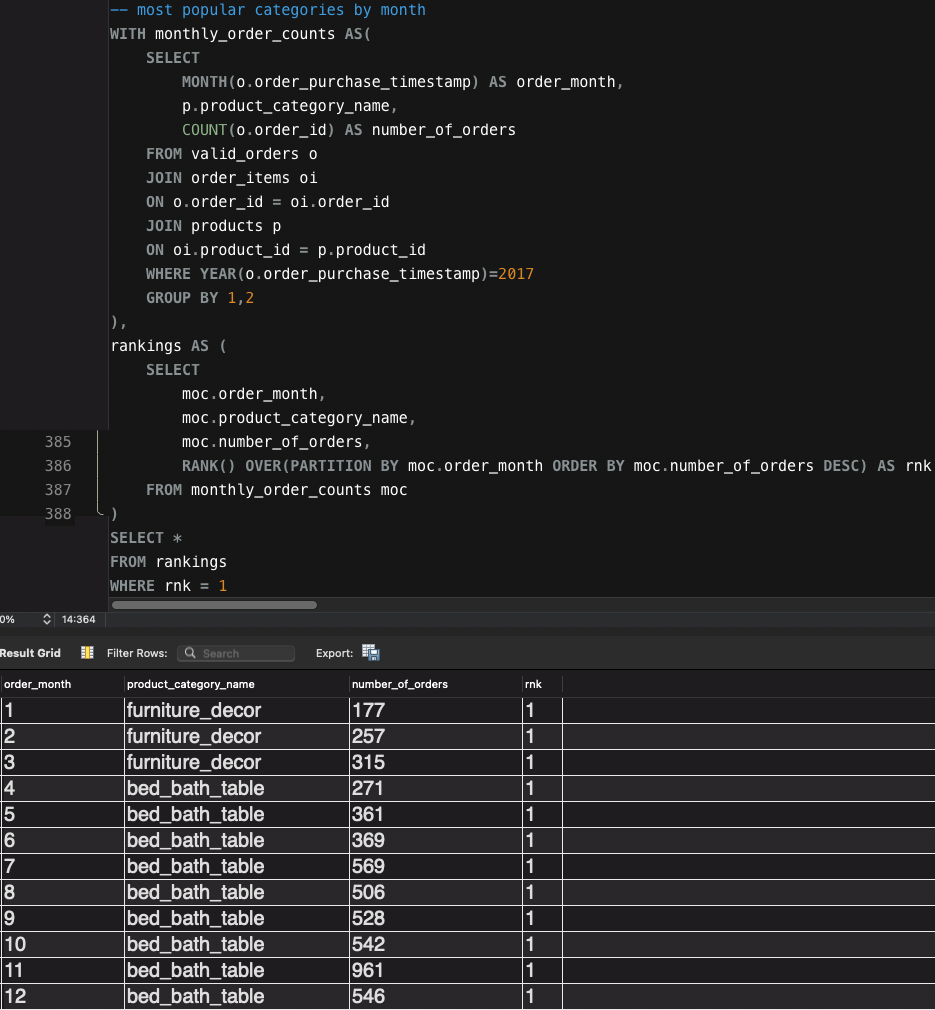 -- most popular categories by month
WITH monthly_order_counts AS(
    SELECT
        MONTH(o.order_purchase_timestamp) AS order_month,
        p.product_category_name,
        COUNT(o.order_id) AS number_of_orders
    FROM valid_orders o
    JOIN order_items oi
    ON o.order_id = oi.order_id
    JOIN products p
    ON oi.product_id = p.product_id
    WHERE YEAR(o.order_purchase_timestamp)=2017
    GROUP BY 1,2
),
rankings AS (
    SELECT
        moc.order_month,
        moc.product_category_name,
385        moc.number_of_orders,
386        RANK() OVER(PARTITION BY moc.order_month ORDER BY moc.number_of_orders DESC) AS rnk
387    FROM monthly_order_counts moc
388 )
SELECT *
FROM rankings
WHERE rnk = 1
0% 14:364
Result Grid Filter Rows: Search Export:
order_month product_category_name number_of_orders rnk
1 furniture_decor 177 1
2 furniture_decor 257 1
3 furniture_decor 315 1
4 bed_bath_table 271 1
5 bed_bath_table 361 1
6 bed_bath_table 369 1
7 bed_bath_table 569 1
8 bed_bath_table 506 1
9 bed_bath_table 528 1
10 bed_bath_table 542 1
11 bed_bath_table 961 1
12 bed_bath_table 546 1